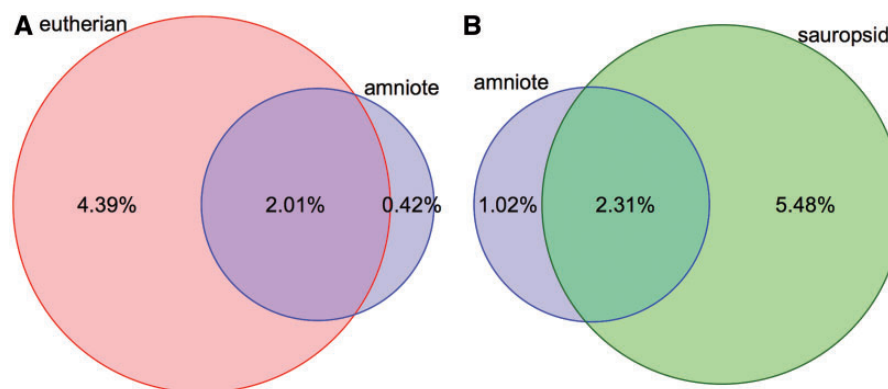 A eutherian
amniote
4.39%
2.01%
0.42%
B
sauropsid
amniote
1.02%
2.31%
5.48%